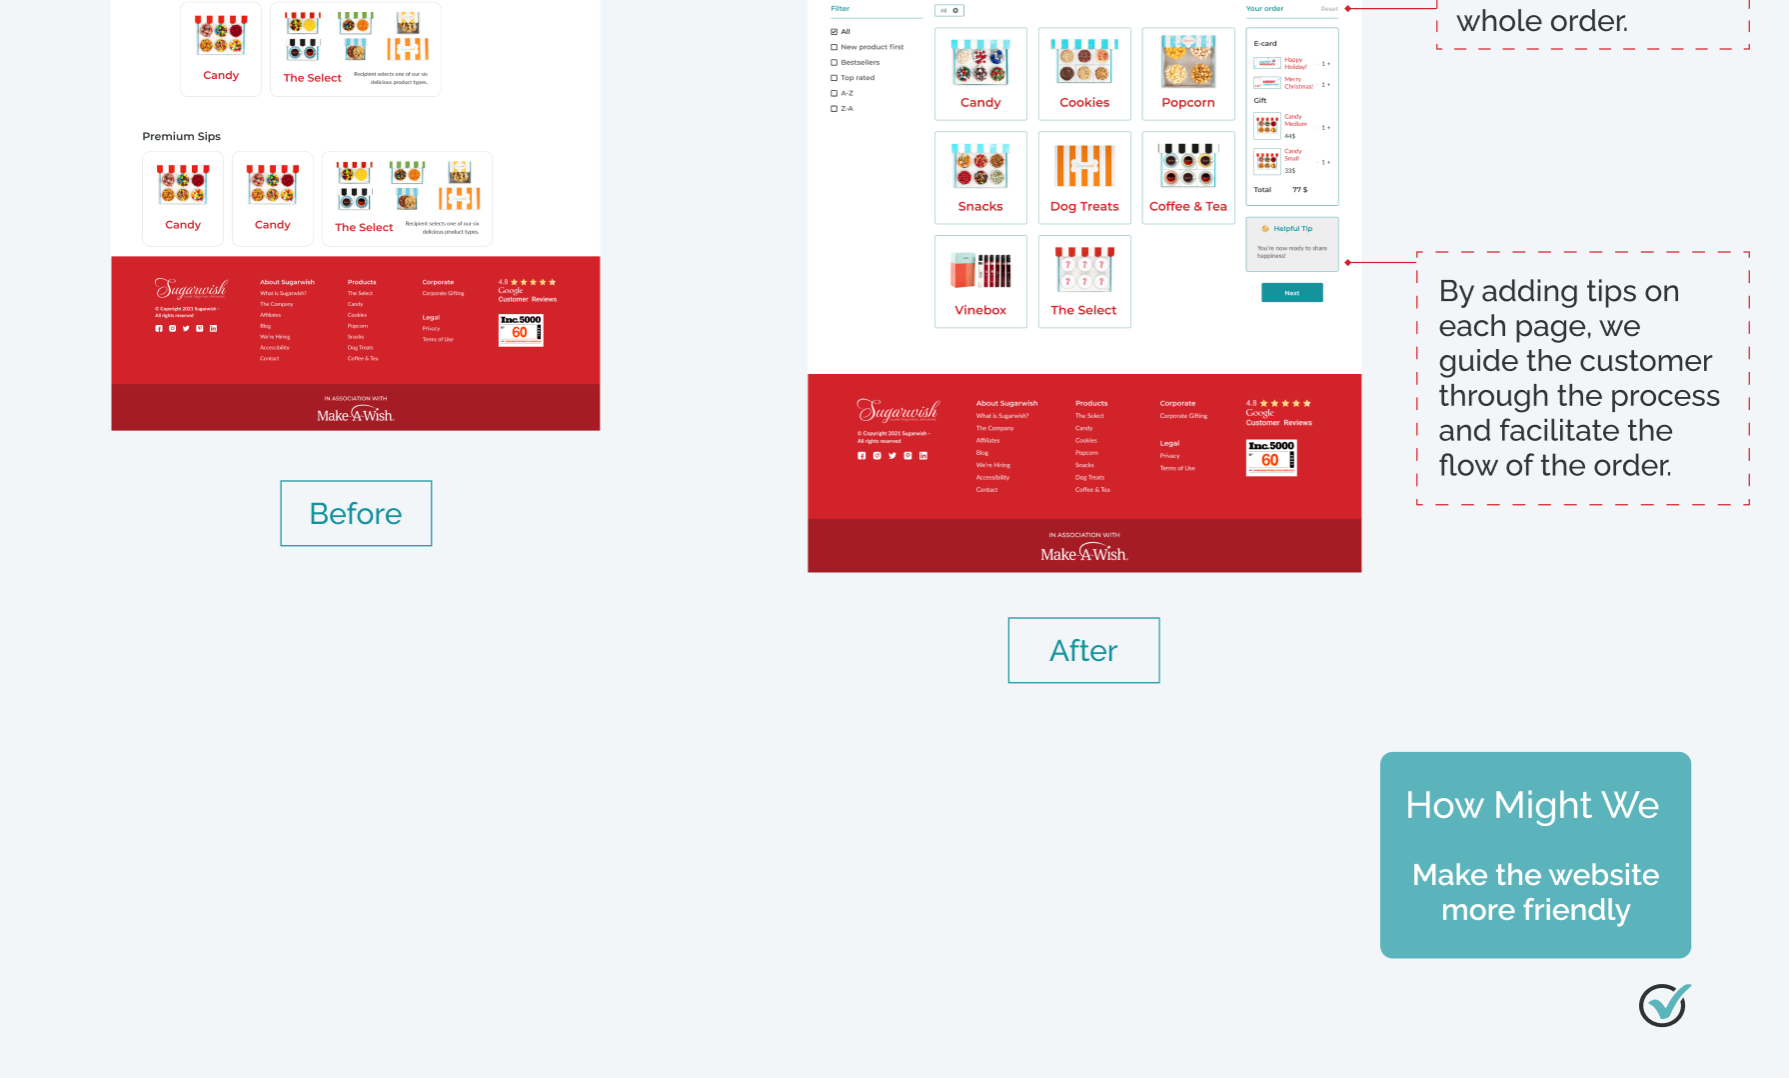 Candy
The Select
Recipient selects one of our six
delicious product types.
Premium Sips
Candy
Candy
The Select
Recipient selects one of our six
delicious product types.
Sugarwish
© Copyright 2021 Sugarwish -
All rights reserved
About Sugarwish
What is Sugarwish?
The Company
Affiliates
Blog
We're Hiring
Accessibility
Contact
Products
The Select
Candy
Cookies
Popcorn
Snacks
Dog Treats
Coffee & Tea
Corporate
Corporate Gifting
Legal
Privacy
Terms of Use
4.8
Google
Customer Reviews
Inc.5000
60
IN ASSOCIATION WITH
Make-A-Wish.
Before
Filter
All
New product first
Bestsellers
Top rated
A-Z
Z-A
All
Candy
Cookies
Popcorn
Snacks
Dog Treats
Coffee & Tea
Vinebox
The Select
Your order
Reset
E-card
Happy
Holiday!
- 1 +
Merry
Christmas!
- 1 +
Gift
Candy
Medium
44$
- 1 +
Candy
Small
33$
- 1 +
Total 77 $
Helpful Tip
You're now ready to share
happiness!
Next
Sugarwish
© Copyright 2021 Sugarwish -
All rights reserved
About Sugarwish
What is Sugarwish?
The Company
Affiliates
Blog
We're Hiring
Accessibility
Contact
Products
The Select
Candy
Cookies
Popcorn
Snacks
Dog Treats
Coffee & Tea
Corporate
Corporate Gifting
Legal
Privacy
Terms of Use
4.8
Google
Customer Reviews
Inc.5000
60
IN ASSOCIATION WITH
Make-A-Wish.
After
whole order.
By adding tips on
each page, we
guide the customer
through the process
and facilitate the
flow of the order.
How Might We
Make the website
more friendly